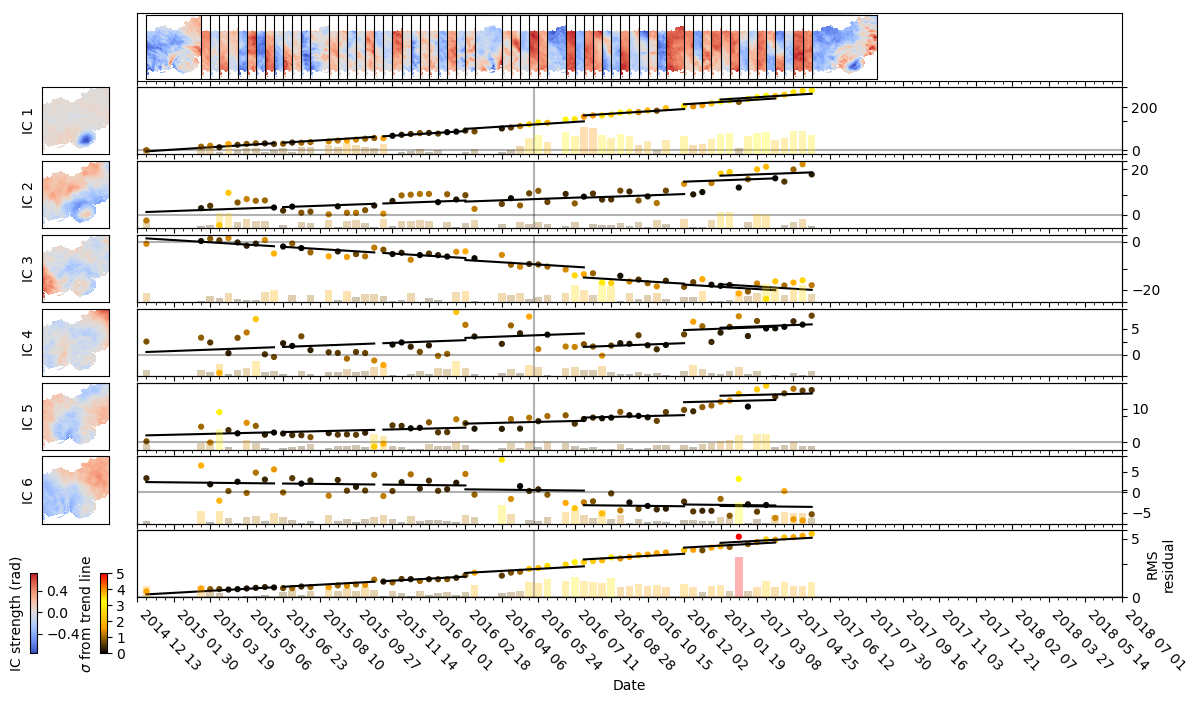 IC 1
200
0
IC 2
20
0
IC 3
0
−20
IC 4
5
0
IC 5
10
0
IC 6
5
0
−5
RMS residual
5
0
IC strength (rad)
0.4
0.0
−0.4
σ from trend line
5
4
3
2
1
0
2014 12 13
2015 01 30
2015 03 19
2015 05 06
2015 06 23
2015 08 10
2015 09 27
2015 11 14
2016 01 01
2016 02 18
2016 04 06
2016 05 24
2016 07 11
2016 08 28
2016 10 15
2016 12 02
2017 01 19
2017 03 08
2017 04 25
2017 06 12
2017 07 30
2017 09 16
2017 11 03
2017 12 21
2018 02 07
2018 03 27
2018 05 14
2018 07 01
Date